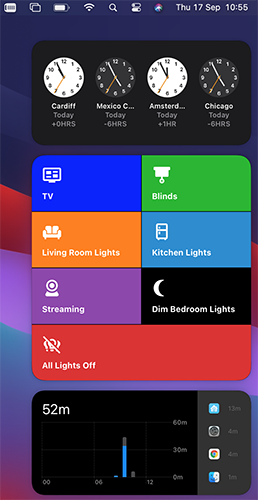 Thu 17 Sep 10:55
Cardiff Mexico C... Amsterd... Chicago
Today Today Today Today
+0HRS -6HRS +1HR -6HRS
TV Blinds
Living Room Lights Kitchen Lights
Streaming Dim Bedroom Lights
All Lights Off
52m
60m
30m
0m
00 06 12
13m
4m
4m
1m